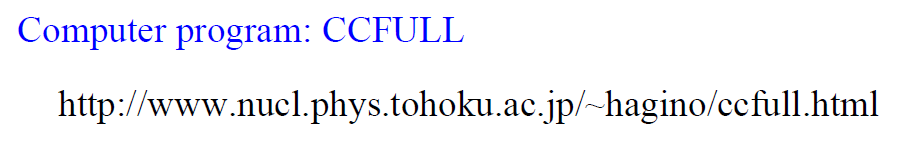 Computer program: CCFULL
http://www.nucl.phys.tohoku.ac.jp/~hagino/ccfull.html